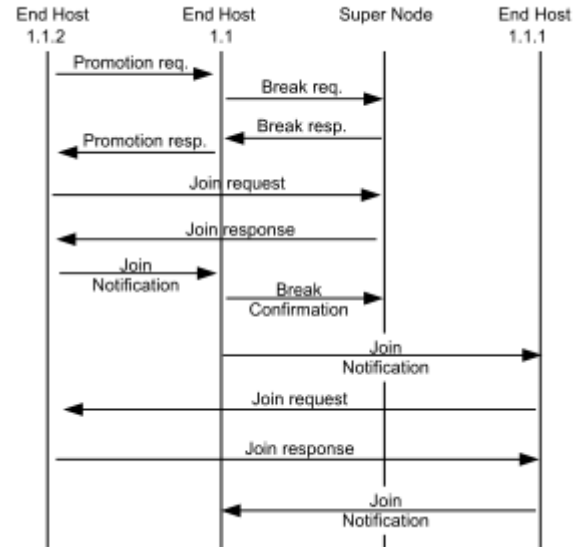 End Host End Host Super Node End Host
1.1.2 1.1 1.1.1
Promotion req.
Break req.
Break resp.
Promotion resp.
Join request
Join response
Join
Notification
Break
Confirmation
Join
Notification
Join request
Join response
Join
Notification